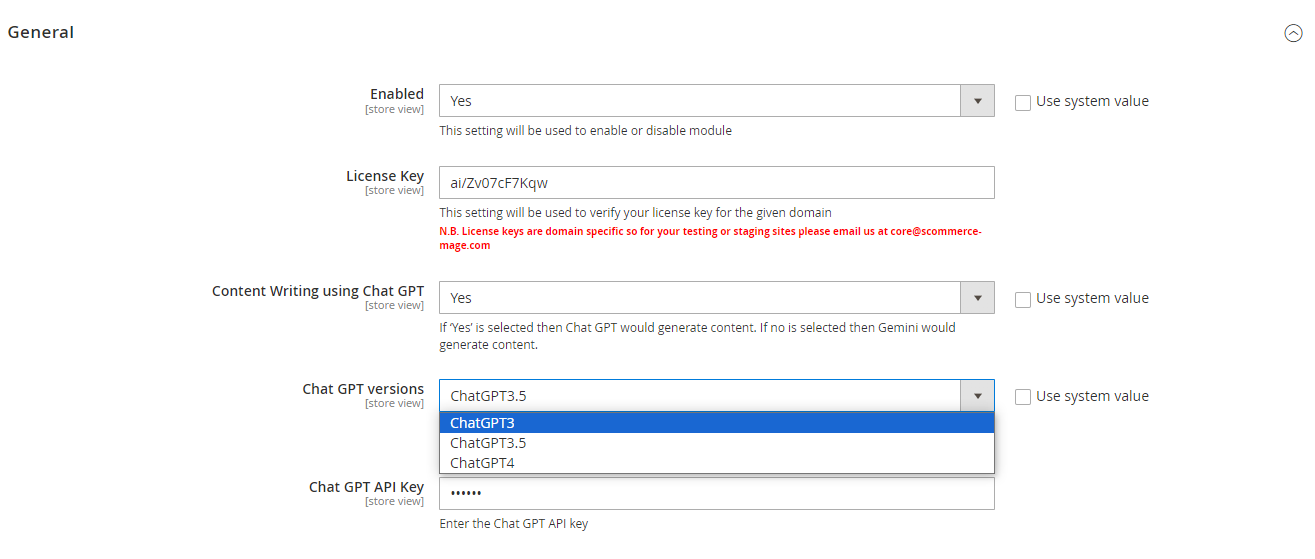 General
Enabled
[store view]
Yes
Use system value
This setting will be used to enable or disable module
License Key
[store view]
ai/Zv07cF7Kqw
This setting will be used to verify your license key for the given domain
N.B. License keys are domain specific so for your testing or staging sites please email us at core@scommerce-
mage.com
Content Writing using Chat GPT
[store view]
Yes
Use system value
If ‘Yes’ is selected then Chat GPT would generate content. If no is selected then Gemini would
generate content.
Chat GPT versions
[store view]
ChatGPT3.5
Use system value
ChatGPT3
ChatGPT3.5
ChatGPT4
Chat GPT API Key
[store view]
••••••
Enter the Chat GPT API key